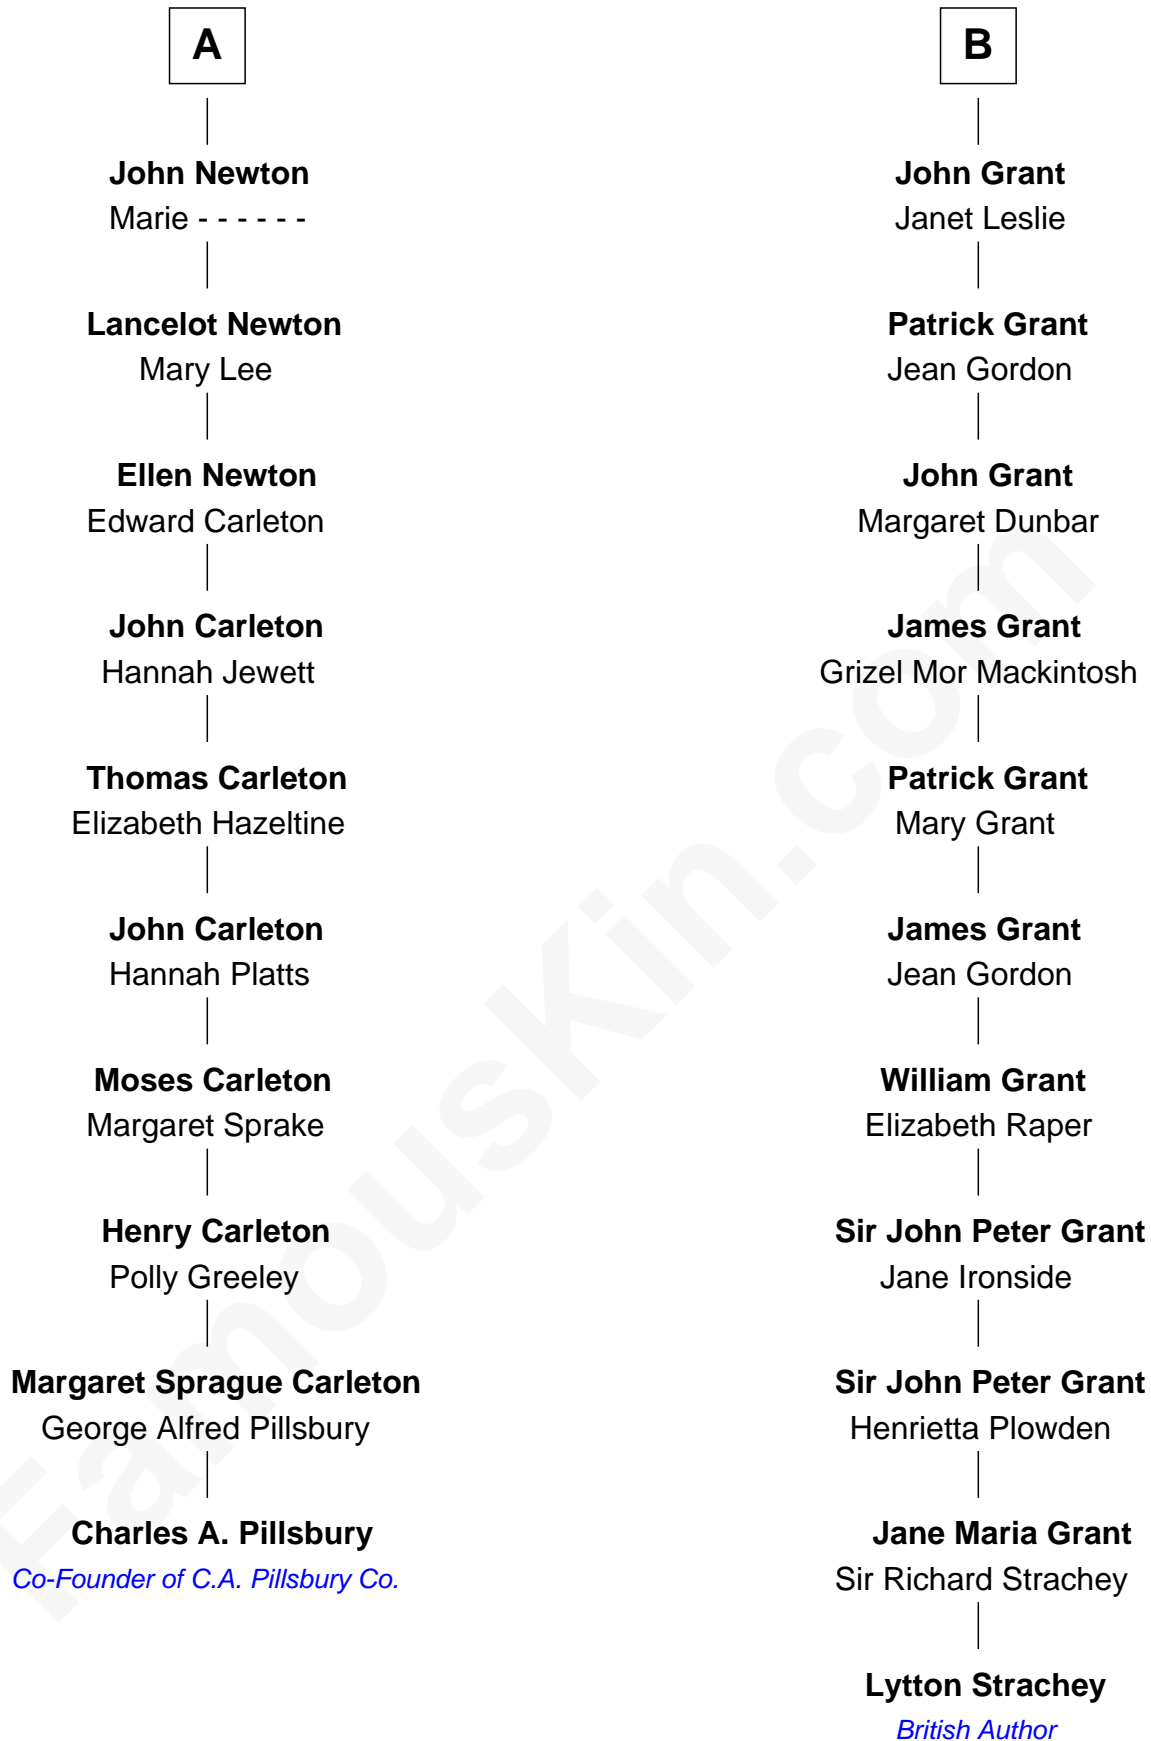 A
John Newton
Marie - - - - - -
Lancelot Newton
Mary Lee
Ellen Newton
Edward Carleton
John Carleton
Hannah Jewett
Thomas Carleton
Elizabeth Hazeltine
John Carleton
Hannah Platts
Moses Carleton
Margaret Sprake
Henry Carleton
Polly Greeley
Margaret Sprague Carleton
George Alfred Pillsbury
Charles A. Pillsbury
Co-Founder of C.A. Pillsbury Co.
B
John Grant
Janet Leslie
Patrick Grant
Jean Gordon
John Grant
Margaret Dunbar
James Grant
Grizel Mor Mackintosh
Patrick Grant
Mary Grant
James Grant
Jean Gordon
William Grant
Elizabeth Raper
Sir John Peter Grant
Jane Ironside
Sir John Peter Grant
Henrietta Plowden
Jane Maria Grant
Sir Richard Strachey
Lytton Strachey
British Author
FamousKin.com